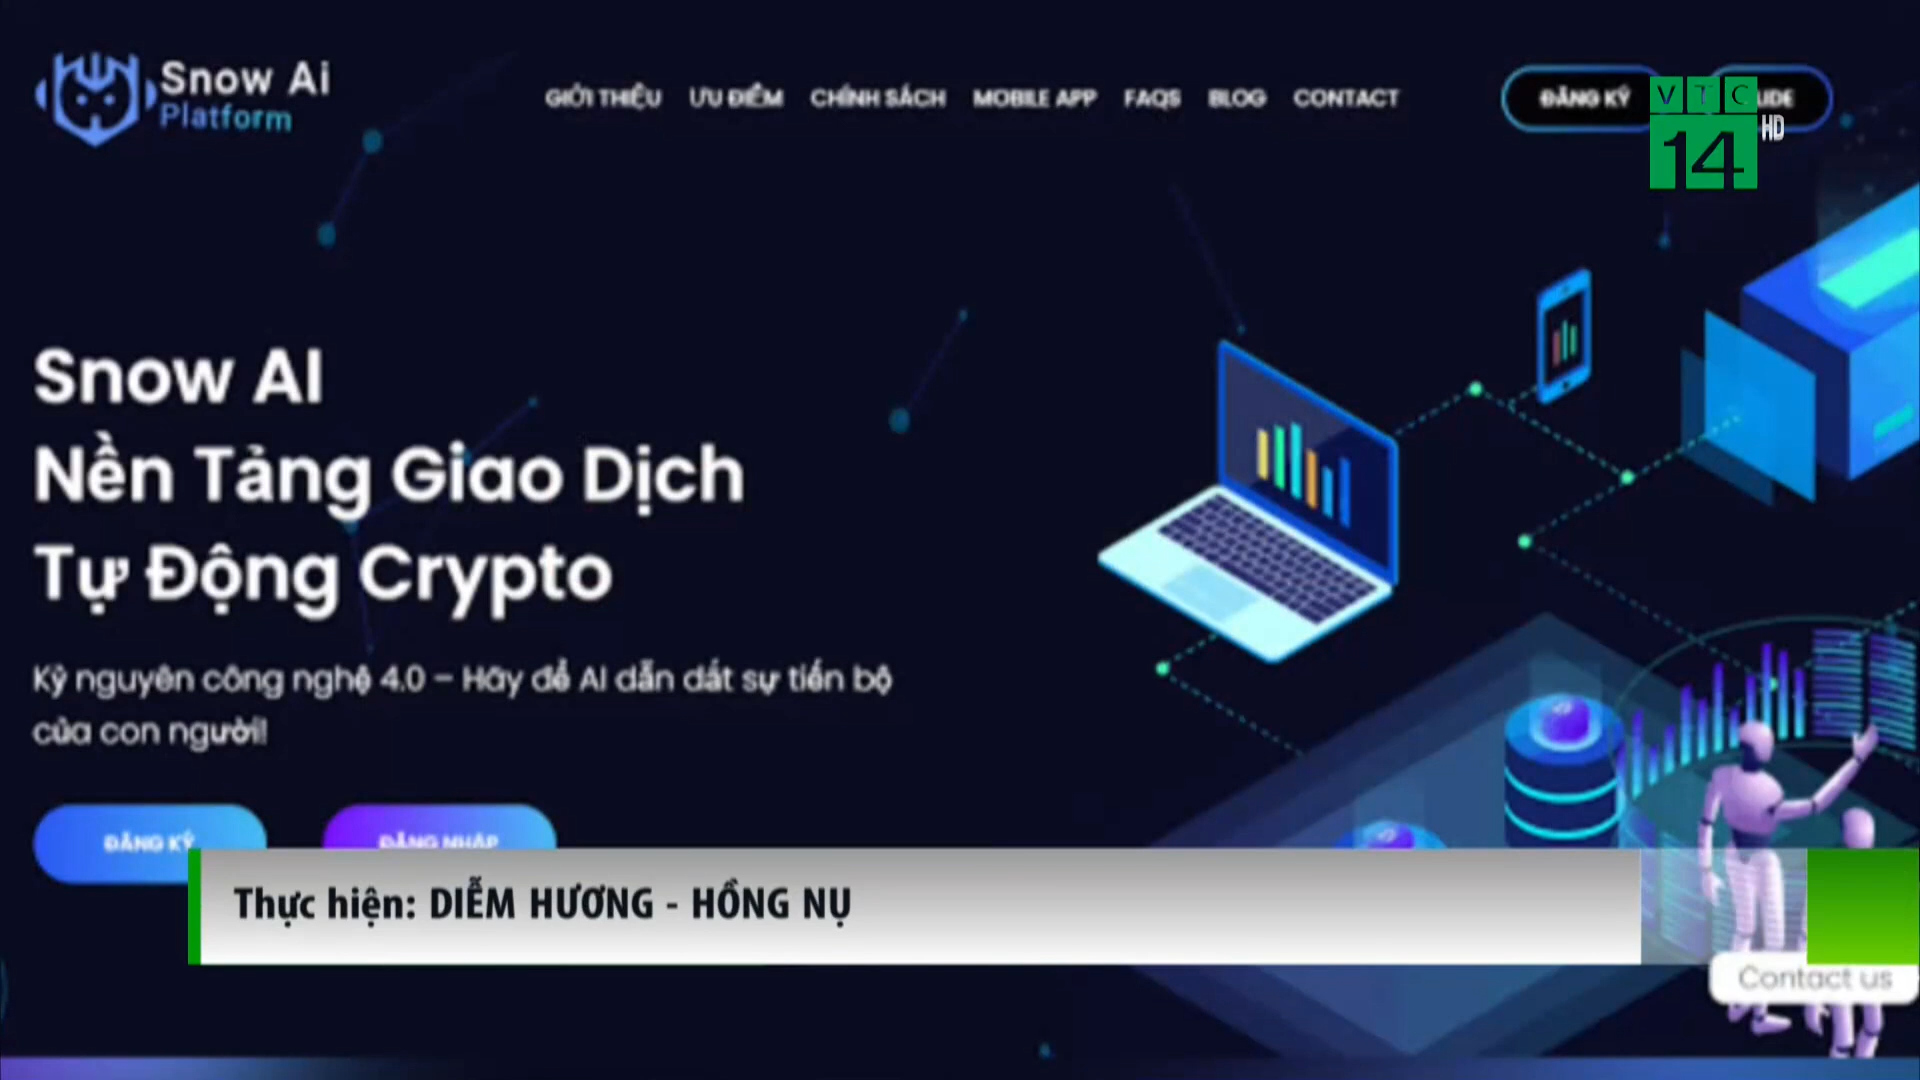 Snow Ai
Platform
GIỚI THIỆU ƯU ĐIỂM CHÍNH SÁCH MOBILE APP FAQS BLOG CONTACT
ĐĂNG KÝ
VTC
14
HD
Snow AI
Nền Tảng Giao Dịch
Tự Động Crypto
Kỷ nguyên công nghệ 4.0 – Hãy để AI dẫn dắt sự tiến bộ
của con người!
ĐĂNG KÝ ĐĂNG NHẬP
Thực hiện: DIỄM HƯƠNG - HỒNG NỤ
Contact us